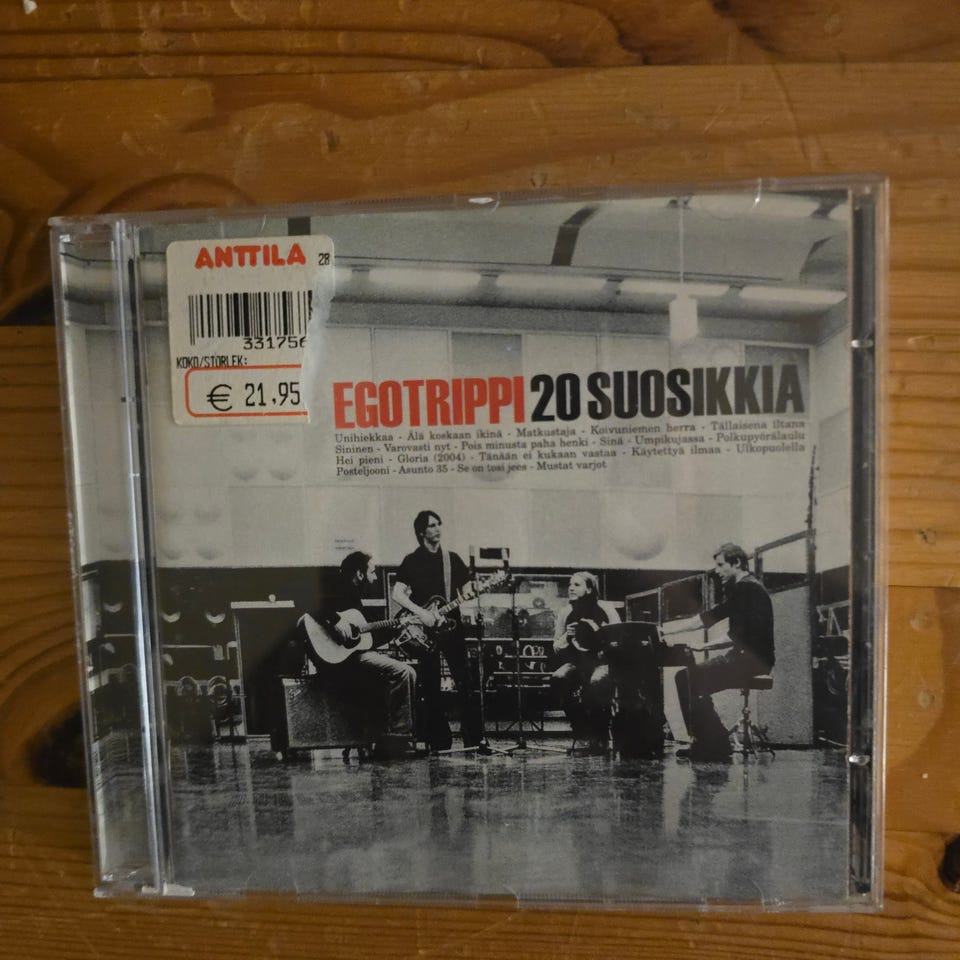 ANTTILA 28
331756
KOKO/STORLEK:
€ 21,95
EGOTRIPPI 20 SUOSIKKIA
Unihiekkaa - Älä koskaan ikinä - Matkustaja - Koivuniemen herra - Tällaisena iltana
Sininen - Varovasti nyt - Pois minusta paha henki - Sinä - Umpikujassa - Polkupyörälaulu
Hei pieni - Gloria (2004) - Tänään ei kukaan vastaa - Käytettyä ilmaa - Ulkopuolella
Posteljooni - Asunto 35 - Se on tosi jees - Mustat varjot